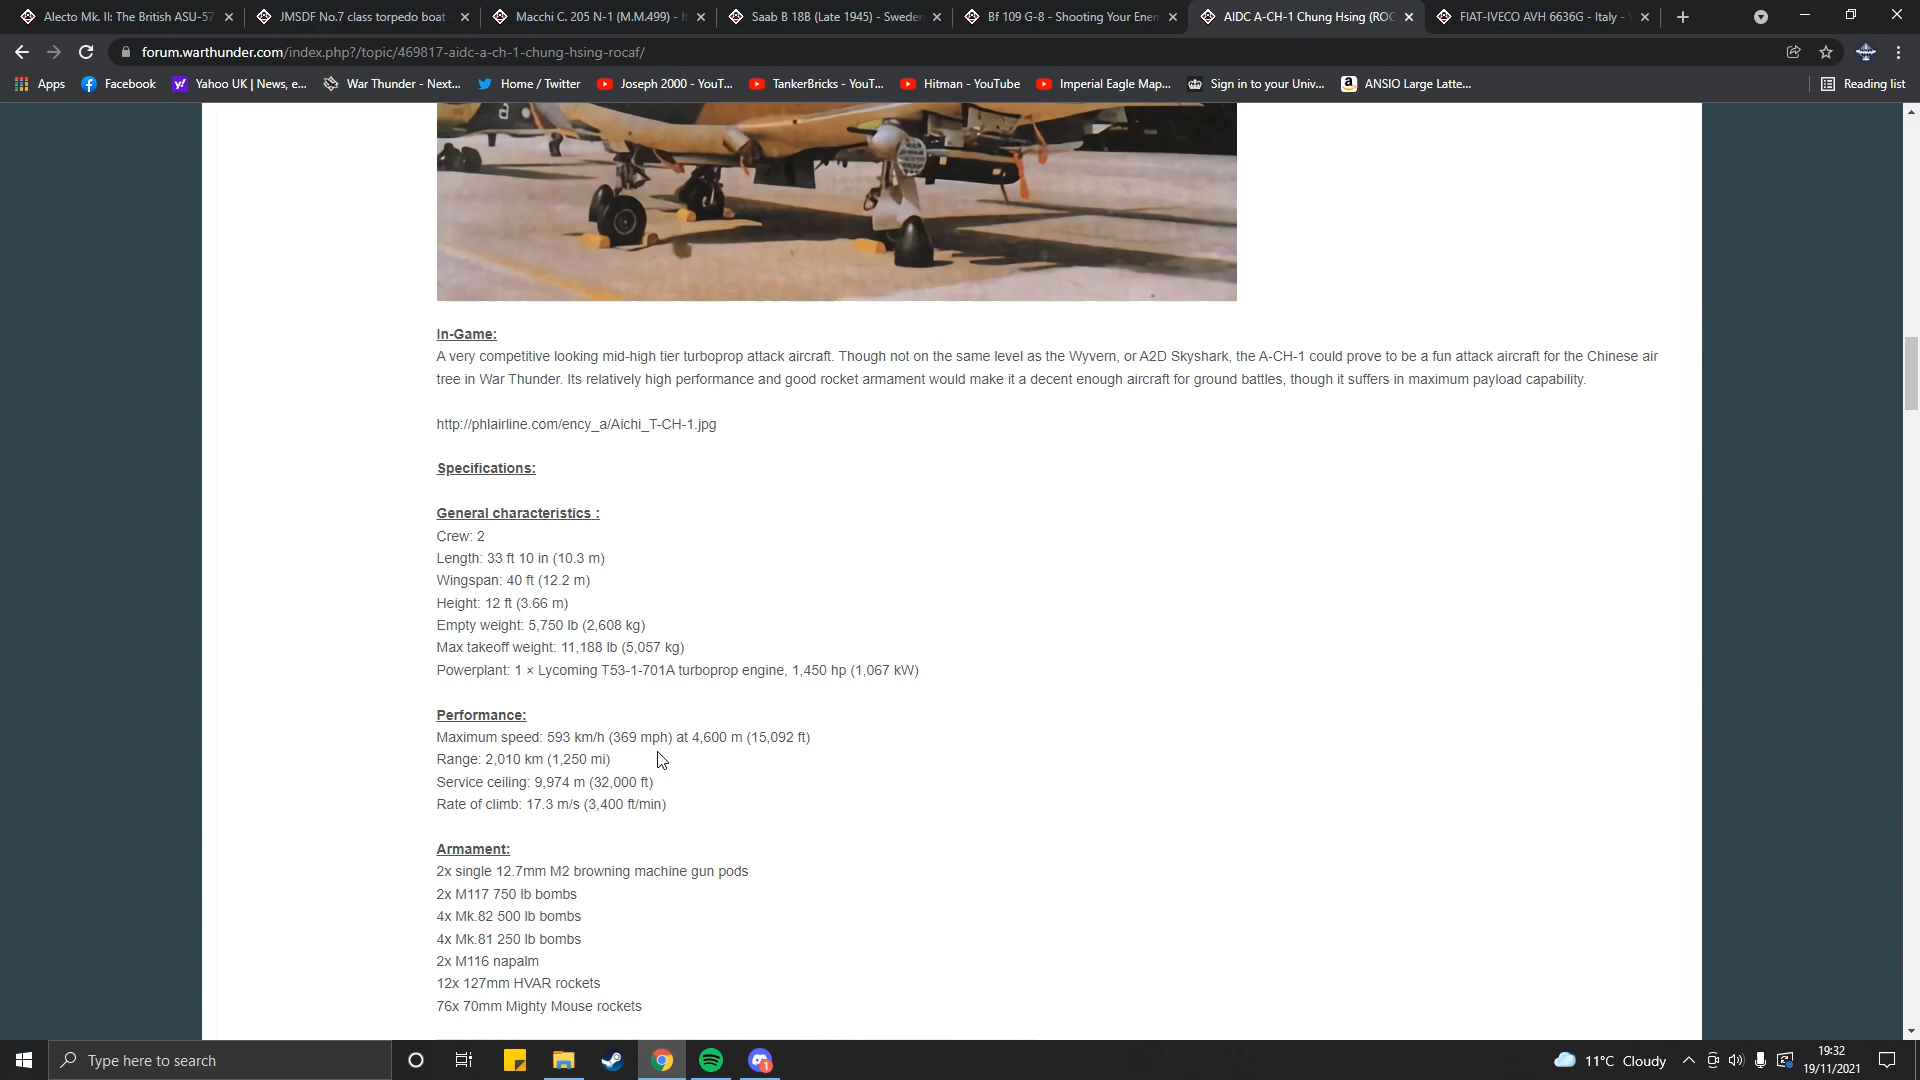 Alecto Mk. II: The British ASU-57
JMSDF No.7 class torpedo boat -
Macchi C. 205 N-1 (M.M.499) - It
Saab B 18B (Late 1945) - Sweden
Bf 109 G-8 - Shooting Your Enem
AIDC A-CH-1 Chung Hsing (ROC
FIAT-IVECO AVH 6636G - Italy -
forum.warthunder.com/index.php?/topic/469817-aidc-a-ch-1-chung-hsing-rocaf/
Apps
Facebook
Yahoo UK | News, e...
War Thunder - Next...
Home / Twitter
Joseph 2000 - YouT...
TankerBricks - YouT...
Hitman - YouTube
Imperial Eagle Map...
Sign in to your Univ...
ANSIO Large Latte...
Reading list
a
In-Game:
A very competitive looking mid-high tier turboprop attack aircraft. Though not on the same level as the Wyvern, or A2D Skyshark, the A-CH-1 could prove to be a fun attack aircraft for the Chinese air
tree in War Thunder. Its relatively high performance and good rocket armament would make it a decent enough aircraft for ground battles, though it suffers in maximum payload capability.
http://phlairline.com/ency_a/Aichi_T-CH-1.jpg
Specifications:
General characteristics :
Crew: 2
Length: 33 ft 10 in (10.3 m)
Wingspan: 40 ft (12.2 m)
Height: 12 ft (3.66 m)
Empty weight: 5,750 lb (2,608 kg)
Max takeoff weight: 11,188 lb (5,057 kg)
Powerplant: 1 × Lycoming T53-1-701A turboprop engine, 1,450 hp (1,067 kW)
Performance:
Maximum speed: 593 km/h (369 mph) at 4,600 m (15,092 ft)
Range: 2,010 km (1,250 mi)
Service ceiling: 9,974 m (32,000 ft)
Rate of climb: 17.3 m/s (3,400 ft/min)
Armament:
2x single 12.7mm M2 browning machine gun pods
2x M117 750 lb bombs
4x Mk.82 500 lb bombs
4x Mk.81 250 lb bombs
2x M116 napalm
12x 127mm HVAR rockets
76x 70mm Mighty Mouse rockets
Type here to search
1
11°C Cloudy
19:32
19/11/2021